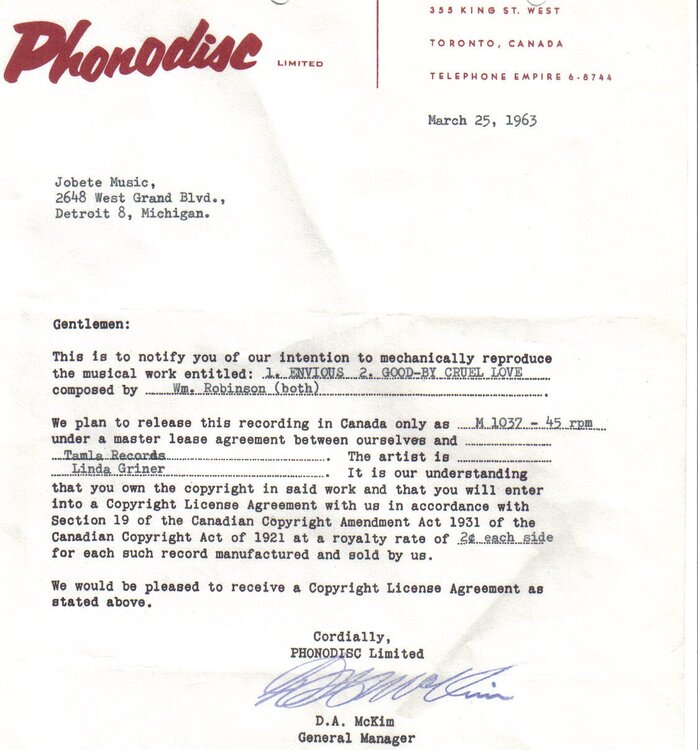 Phonodisc LIMITED
355 KING ST. WEST
TORONTO, CANADA
TELEPHONE EMPIRE 6-8744
March 25, 1963
Jobete Music,
2648 West Grand Blvd.,
Detroit 8, Michigan.
Gentlemen:
This is to notify you of our intention to mechanically reproduce
the musical work entitled: 1. ENVIOUS 2. GOOD-BY CRUEL LOVE
composed by Wm. Robinson (both).
We plan to release this recording in Canada only as M 1037 - 45 rpm
under a master lease agreement between ourselves and
Tamla Records. The artist is
Linda Griner. It is our understanding
that you own the copyright in said work and that you will enter
into a Copyright License Agreement with us in accordance with
Section 19 of the Canadian Copyright Amendment Act 1931 of the
Canadian Copyright Act of 1921 at a royalty rate of 2¢ each side
for each such record manufactured and sold by us.
We would be pleased to receive a Copyright License Agreement as
stated above.
Cordially,
PHONODISC Limited
D.A. McKim
D.A. McKim
General Manager